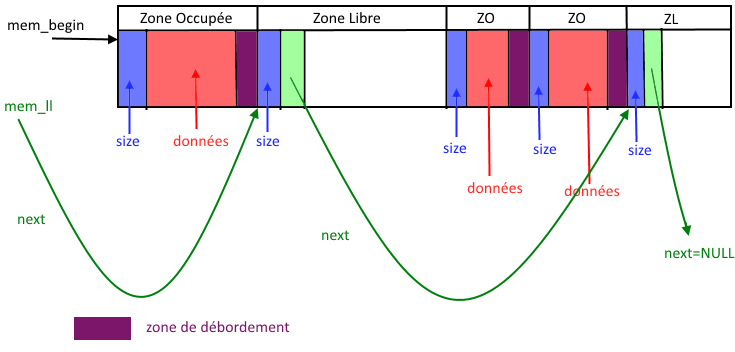 Zone Occupée
Zone Libre
ZO
ZO
ZL
mem_begin
mem_ll
size
données
size
size
size
size
données
données
next
next
next=NULL
zone de débordement